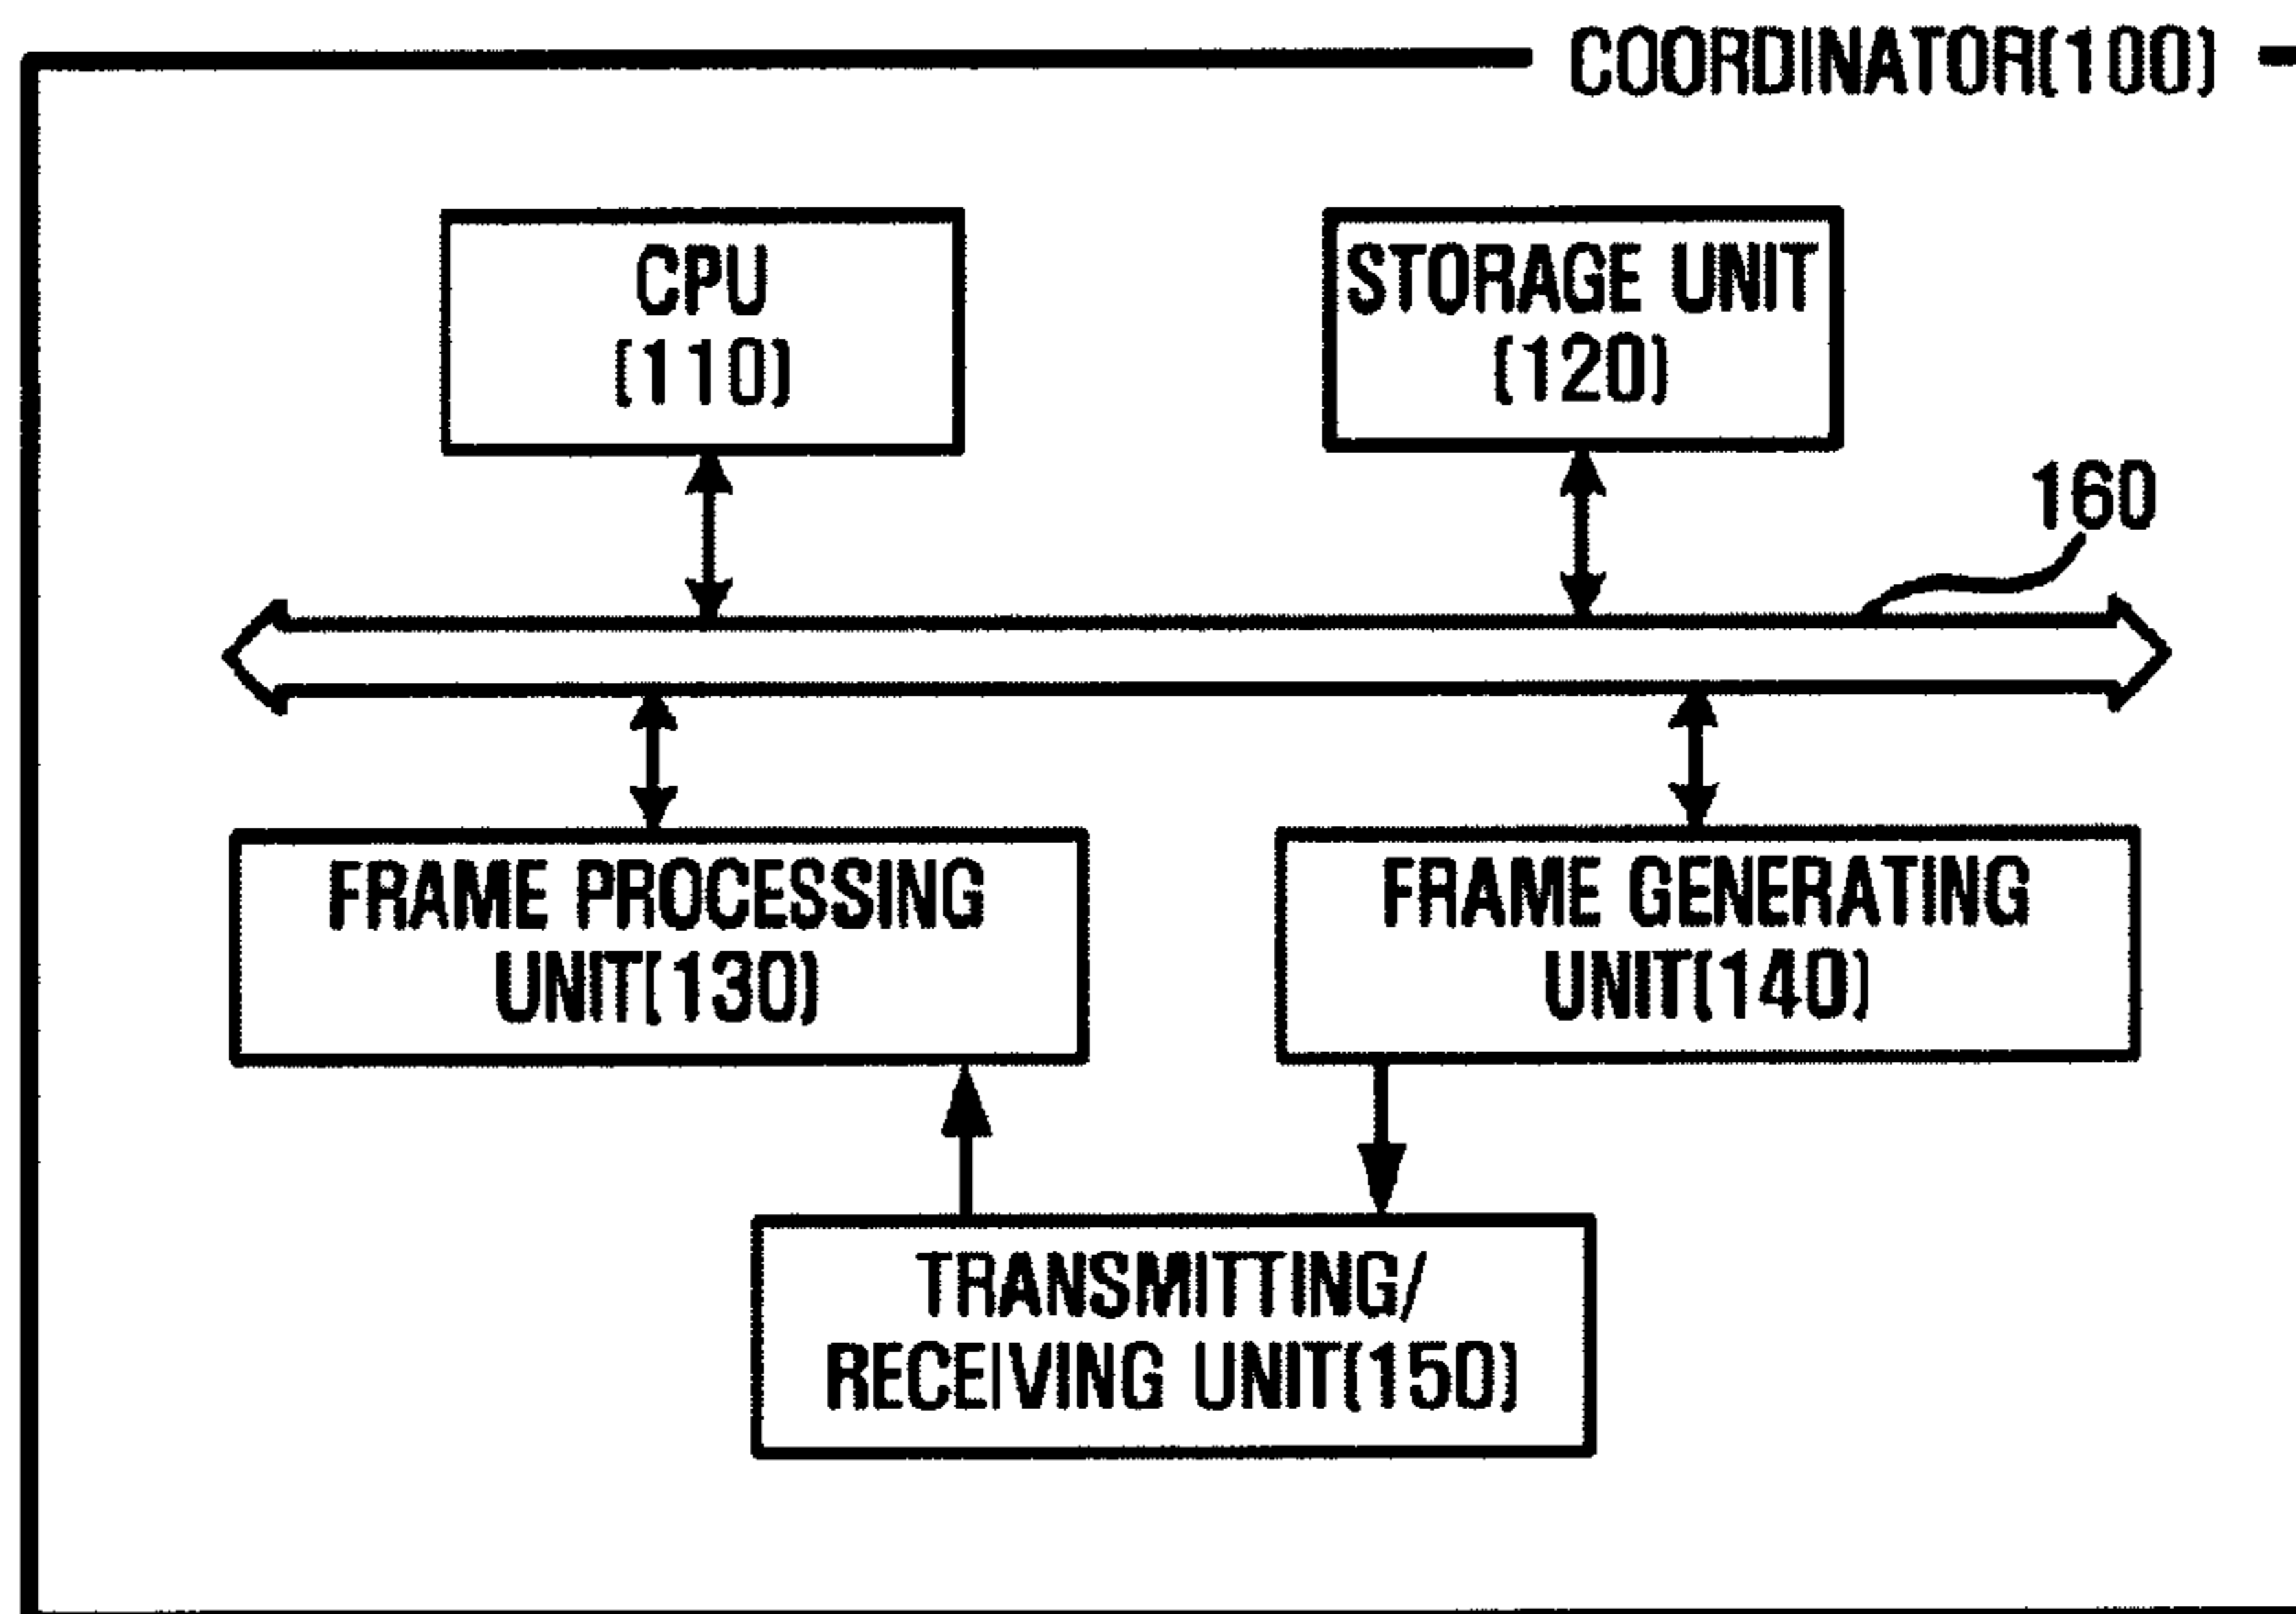 COORDINATOR(100)
CPU
(110)
STORAGE UNIT
(120)
160
FRAME PROCESSING
UNIT(130)
FRAME GENERATING
UNIT(140)
TRANSMITTING/
RECEIVING UNIT(150)